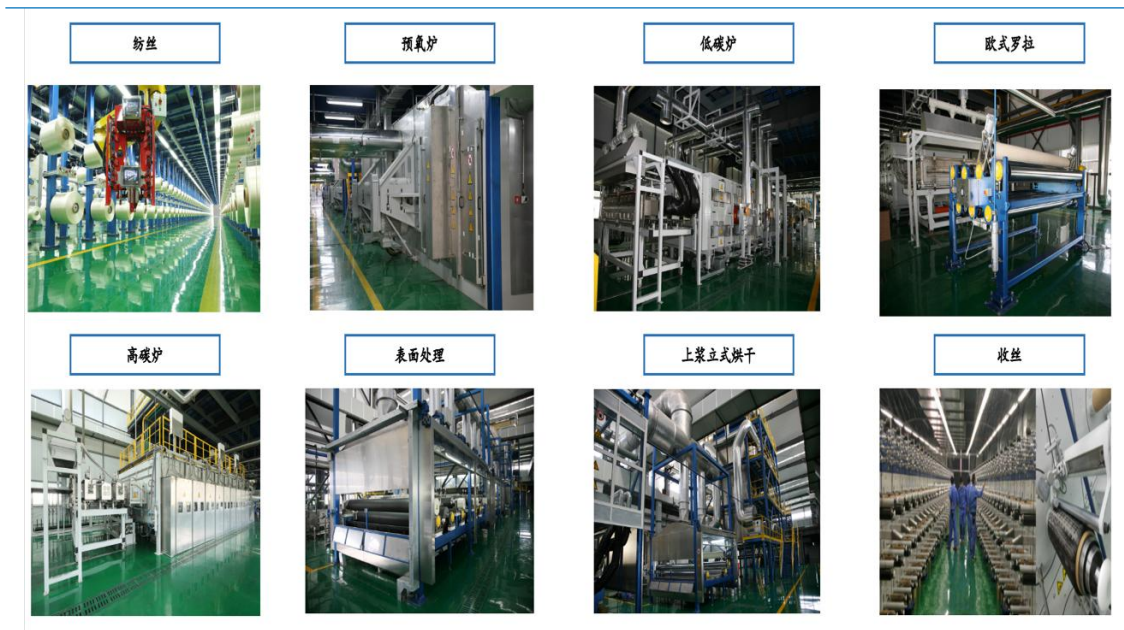 纺丝
预氧炉
低碳炉
欧式罗拉
高碳炉
表面处理
上浆立式烘干
收丝